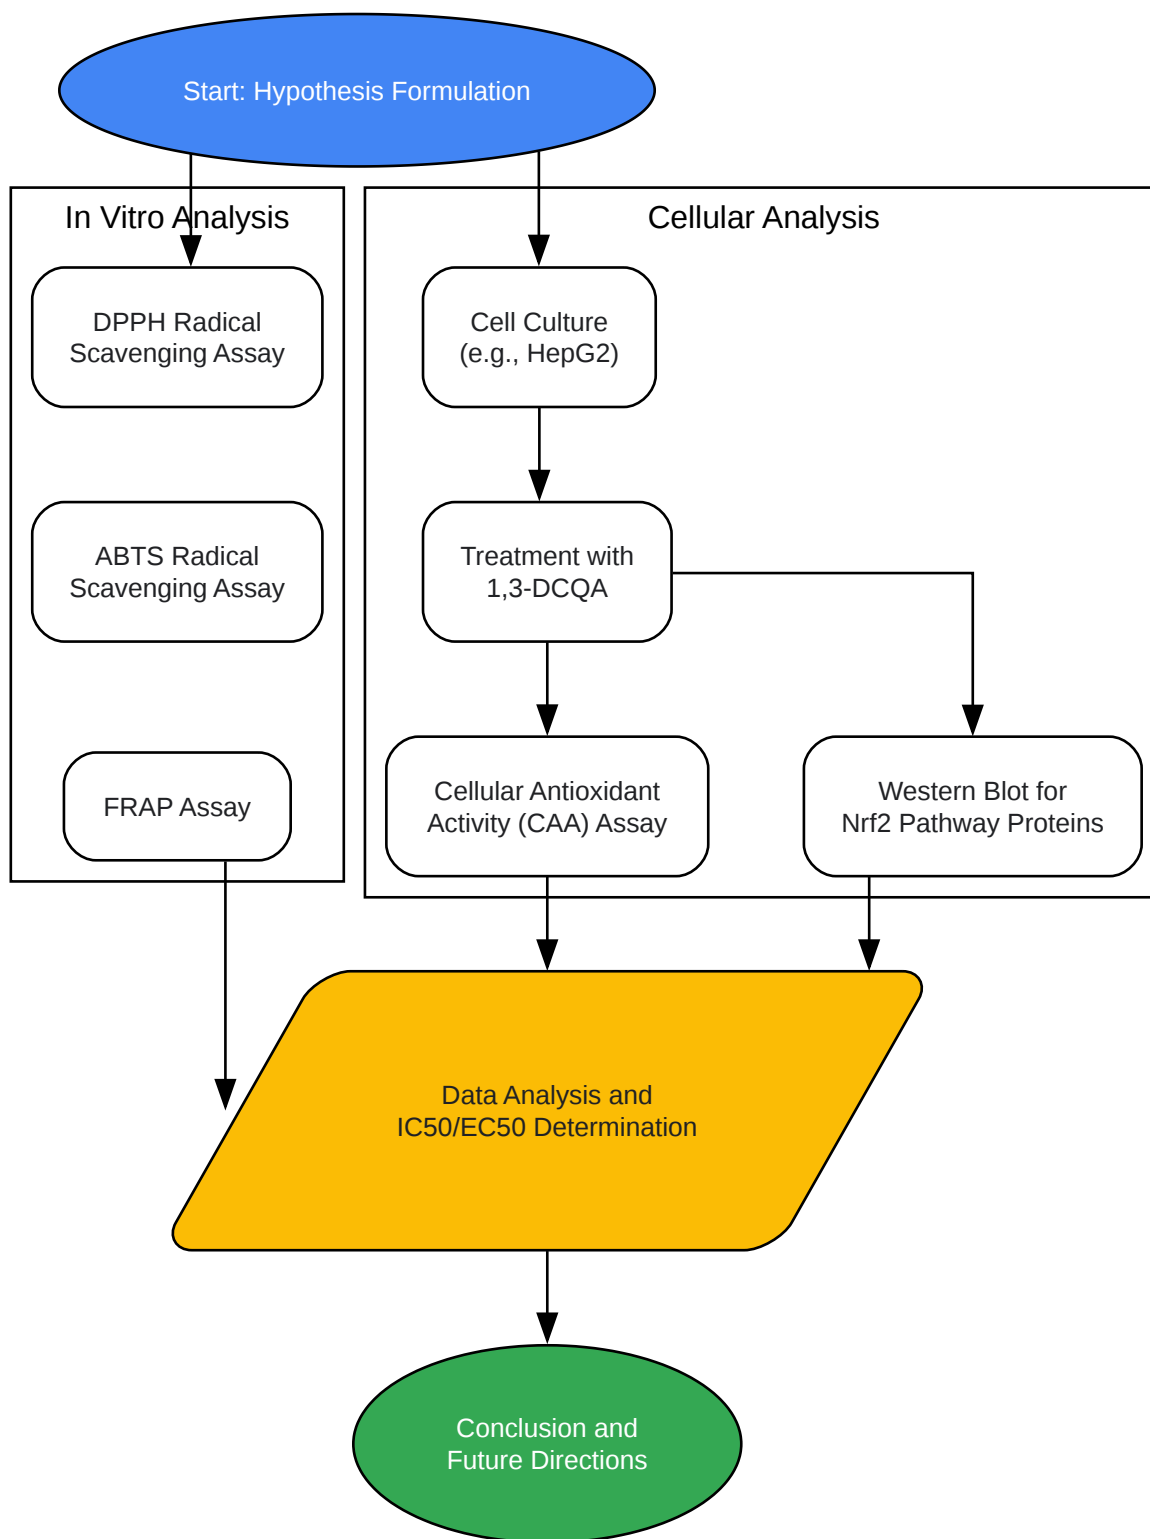 Start: Hypothesis Formulation
In Vitro Analysis
DPPH Radical
Scavenging Assay
ABTS Radical
Scavenging Assay
FRAP Assay
Cellular Analysis
Cell Culture
(e.g., HepG2)
Treatment with
1,3-DCQA
Cellular Antioxidant
Activity (CAA) Assay
Western Blot for
Nrf2 Pathway Proteins
Data Analysis and
IC50/EC50 Determination
Conclusion and
Future Directions